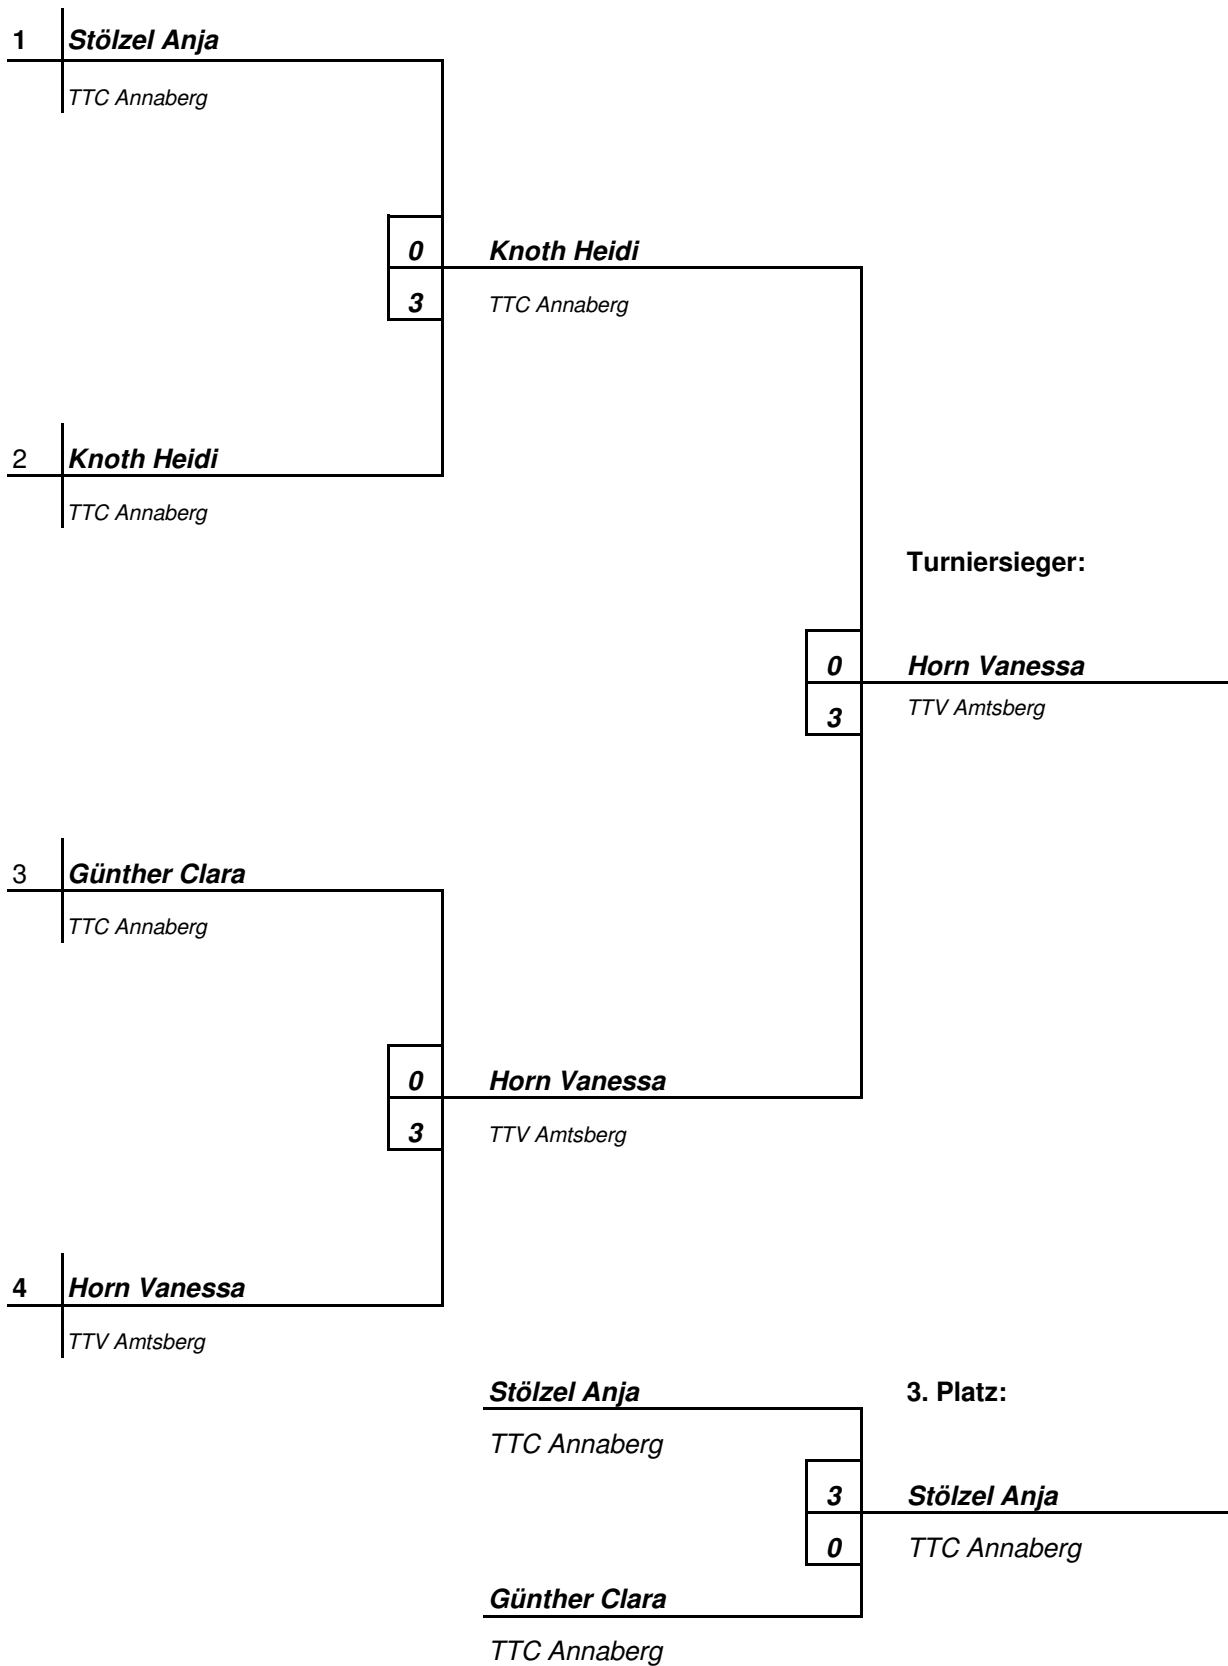 1 Stölzel Anja
TTC Annaberg
0 Knoth Heidi
3 TTC Annaberg
2 Knoth Heidi
TTC Annaberg
Turniersieger:
0 Horn Vanessa
3 TTV Amtsberg
3 Günther Clara
TTC Annaberg
0 Horn Vanessa
3 TTV Amtsberg
4 Horn Vanessa
TTV Amtsberg
Stölzel Anja 3. Platz:
TTC Annaberg
3 Stölzel Anja
0 TTC Annaberg
Günther Clara
TTC Annaberg